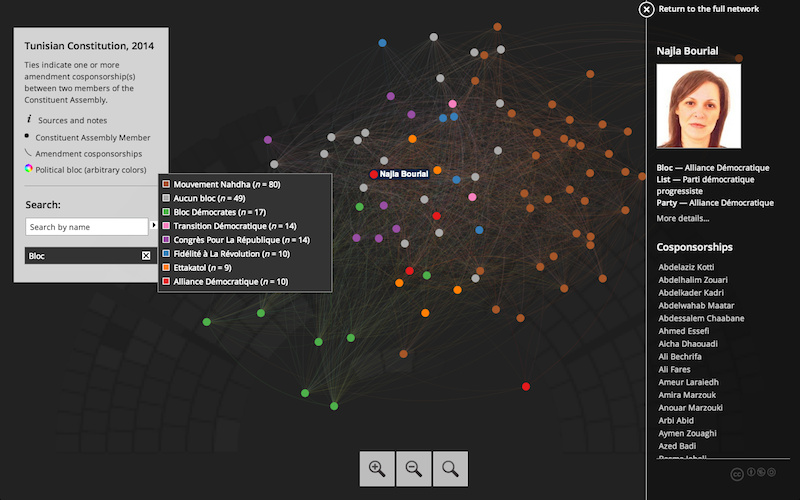 Return to the full network
Tunisian Constitution, 2014
Ties indicate one or more
amendment cosponsorship(s)
between two members of the
Constituent Assembly.
i Sources and notes
Constituent Assembly Member
Amendment cosponsorships
Political bloc (arbitrary colors)
Search:
Search by name
Bloc
Mouvement Nahdha (n = 80)
Aucun bloc (n = 49)
Bloc Démocrates (n = 17)
Transition Démocratique (n = 14)
Congrès Pour La République (n = 14)
Fidélité à La Révolution (n = 10)
Ettakatol (n = 9)
Alliance Démocratique (n = 10)
Najla Bourial
Najla Bourial
Bloc — Alliance Démocratique
List — Parti démocratique
progressiste
Party — Alliance Démocratique
More details...
Cosponsorships
Abdelaziz Kotti
Abdelhalim Zouari
Abdelkader Kadri
Abdelwahab Maatar
Abdessalem Chaabane
Ahmed Essefi
Aicha Dhaouadi
Ali Bechrifa
Ali Fares
Ameur Laraiedh
Amira Marzouk
Anouar Marzouki
Arbi Abid
Aymen Zouaghi
Azed Badi
cc